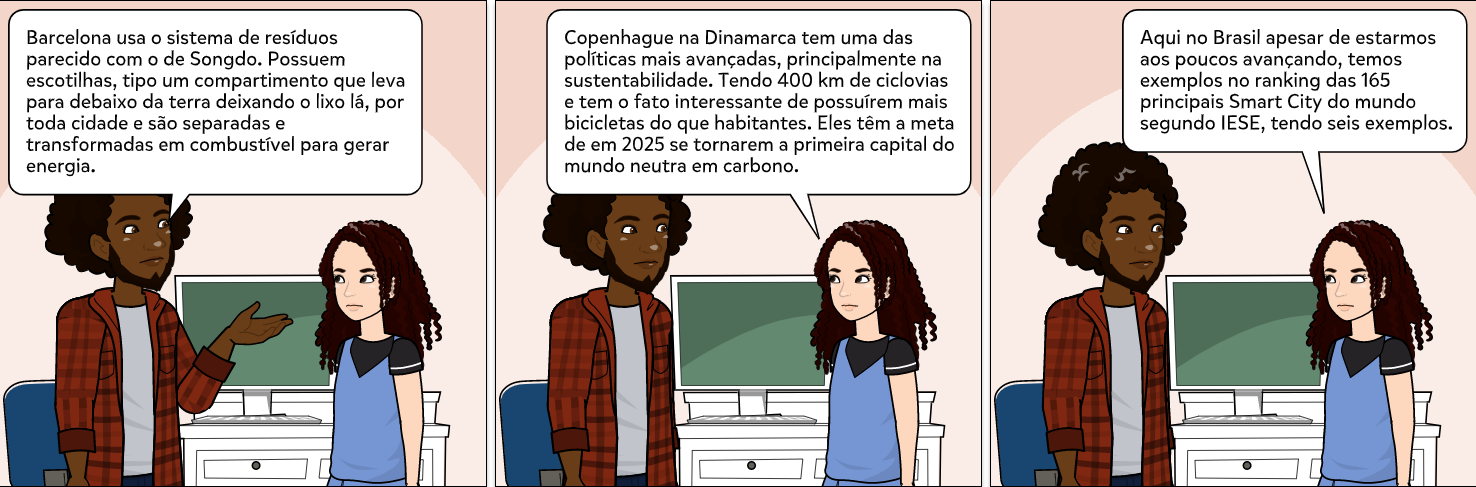 Barcelona usa o sistema de resíduos
parecido com o de Songdo. Possuem
escotilhas, tipo um compartimento que leva
para debaixo da terra deixando o lixo lá, por
toda cidade e são separadas e
transformadas em combustível para gerar
energia.
Copenhague na Dinamarca tem uma das
políticas mais avançadas, principalmente na
sustentabilidade. Tendo 400 km de ciclovias
e tem o fato interessante de possuírem mais
bicicletas do que habitantes. Eles têm a meta
de em 2025 se tornarem a primeira capital do
mundo neutra em carbono.
Aqui no Brasil apesar de estarmos
aos poucos avançando, temos
exemplos no ranking das 165
principais Smart City do mundo
segundo IESE, tendo seis exemplos.